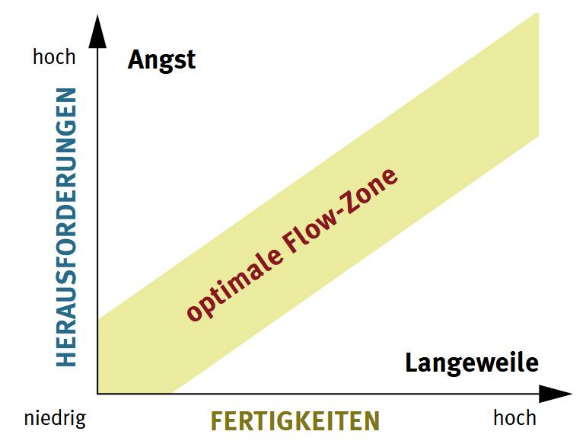 hoch
Angst
HERAUSFORDERUNGEN
optimale Flow-Zone
Langeweile
niedrig
FERTIGKEITEN
hoch